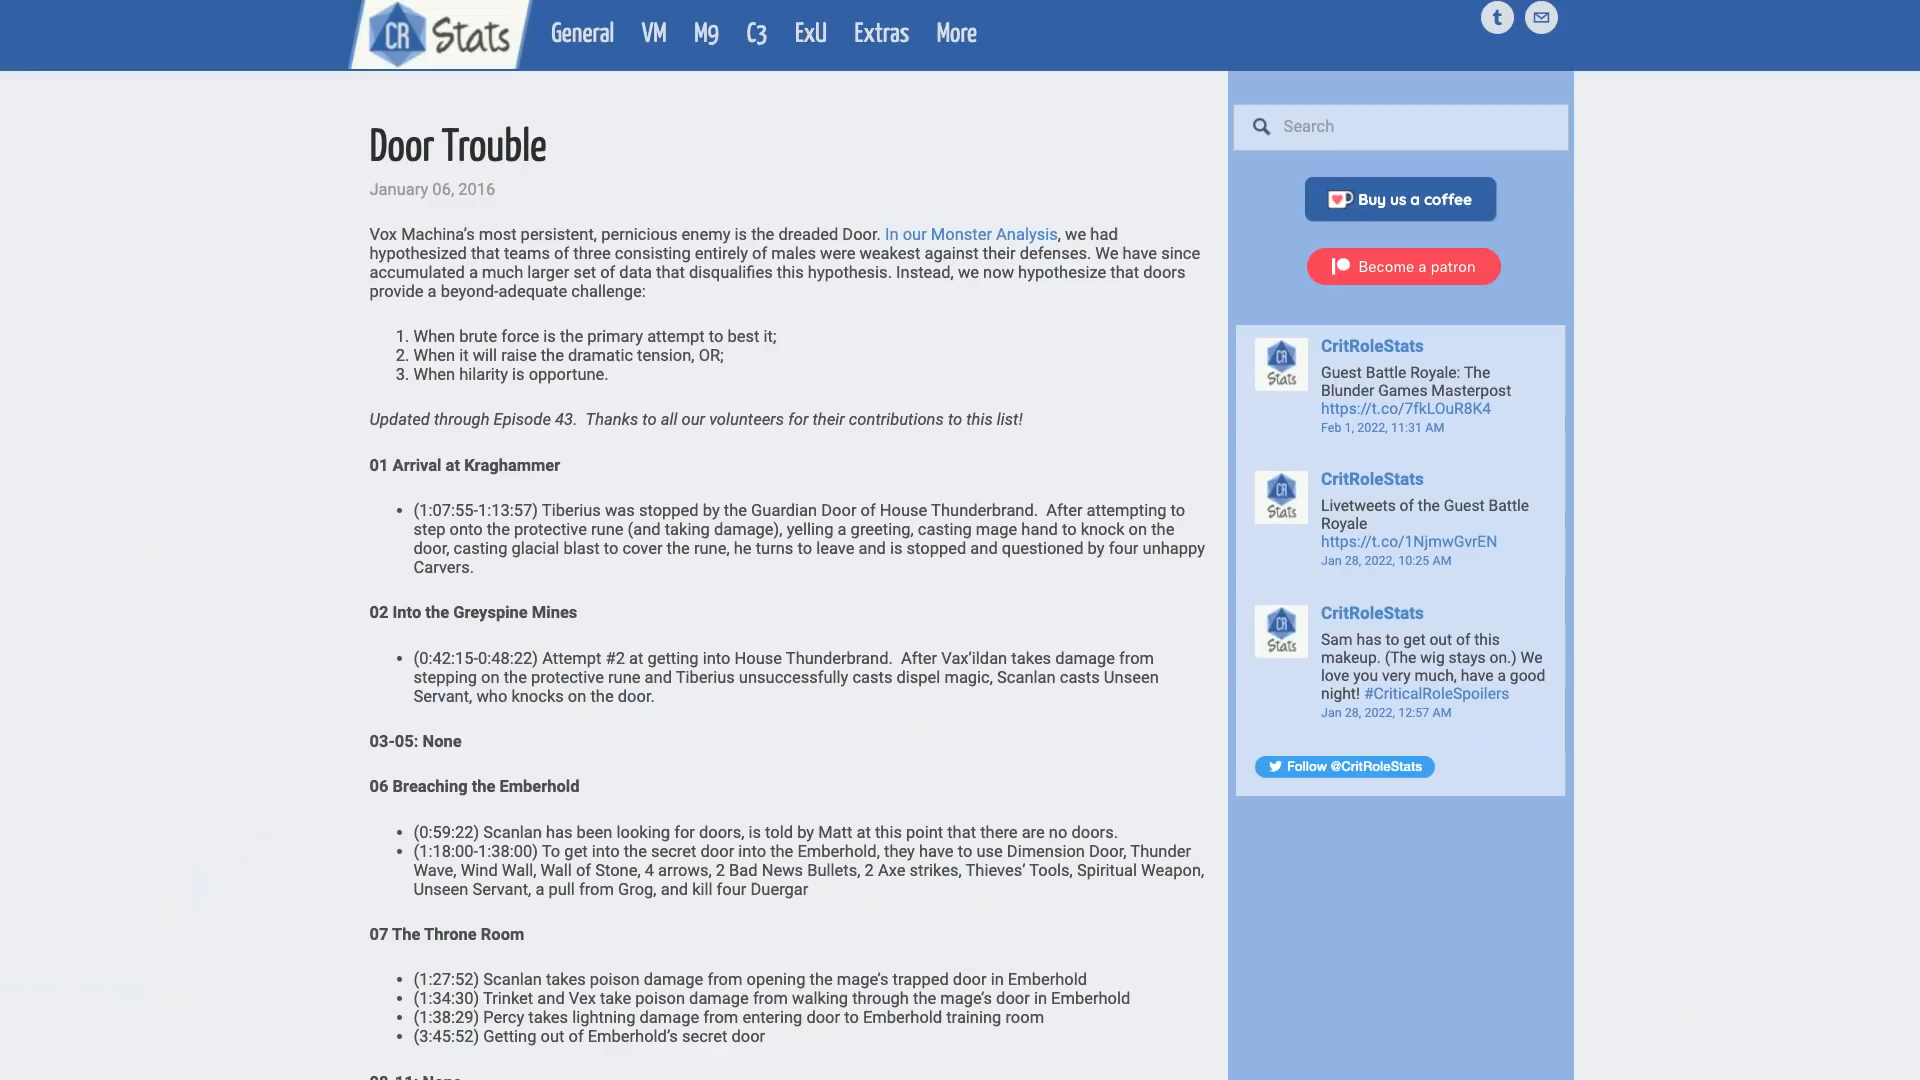 CR Stats General VM M9 C3 ExU Extras More t
Door Trouble
January 06, 2016
Vox Machina’s most persistent, pernicious enemy is the dreaded Door. In our Monster Analysis, we had
hypothesized that teams of three consisting entirely of males were weakest against their defenses. We have since
accumulated a much larger set of data that disqualifies this hypothesis. Instead, we now hypothesize that doors
provide a beyond-adequate challenge:
1. When brute force is the primary attempt to best it;
2. When it will raise the dramatic tension, OR;
3. When hilarity is opportune.
Updated through Episode 43.  Thanks to all our volunteers for their contributions to this list!
01 Arrival at Kraghammer
• (1:07:55-1:13:57) Tiberius was stopped by the Guardian Door of House Thunderbrand.  After attempting to
step onto the protective rune (and taking damage), yelling a greeting, casting mage hand to knock on the
door, casting glacial blast to cover the rune, he turns to leave and is stopped and questioned by four unhappy
Carvers.
02 Into the Greyspine Mines
• (0:42:15-0:48:22) Attempt #2 at getting into House Thunderbrand.  After Vax’ildan takes damage from
stepping on the protective rune and Tiberius unsuccessfully casts dispel magic, Scanlan casts Unseen
Servant, who knocks on the door.
03-05: None
06 Breaching the Emberhold
• (0:59:22) Scanlan has been looking for doors, is told by Matt at this point that there are no doors.
• (1:18:00-1:38:00) To get into the secret door into the Emberhold, they have to use Dimension Door, Thunder
Wave, Wind Wall, Wall of Stone, 4 arrows, 2 Bad News Bullets, 2 Axe strikes, Thieves’ Tools, Spiritual Weapon,
Unseen Servant, a pull from Grog, and kill four Duergar
07 The Throne Room
• (1:27:52) Scanlan takes poison damage from opening the mage’s trapped door in Emberhold
• (1:34:30) Trinket and Vex take poison damage from walking through the mage’s door in Emberhold
• (1:38:29) Percy takes lightning damage from entering door to Emberhold training room
• (3:45:52) Getting out of Emberhold’s secret door
08-11: None
Search
Buy us a coffee
Become a patron
CR Stats
CritRoleStats
Guest Battle Royale: The
Blunder Games Masterpost
https://t.co/7fkLOuR8K4
Feb 1, 2022, 11:31 AM
CR Stats
CritRoleStats
Livetweets of the Guest Battle
Royale
https://t.co/1NjmwGvrEN
Jan 28, 2022, 10:25 AM
CR Stats
CritRoleStats
Sam has to get out of this
makeup. (The wig stays on.) We
love you very much, have a good
night! #CriticalRoleSpoilers
Jan 28, 2022, 12:57 AM
Follow @CritRoleStats